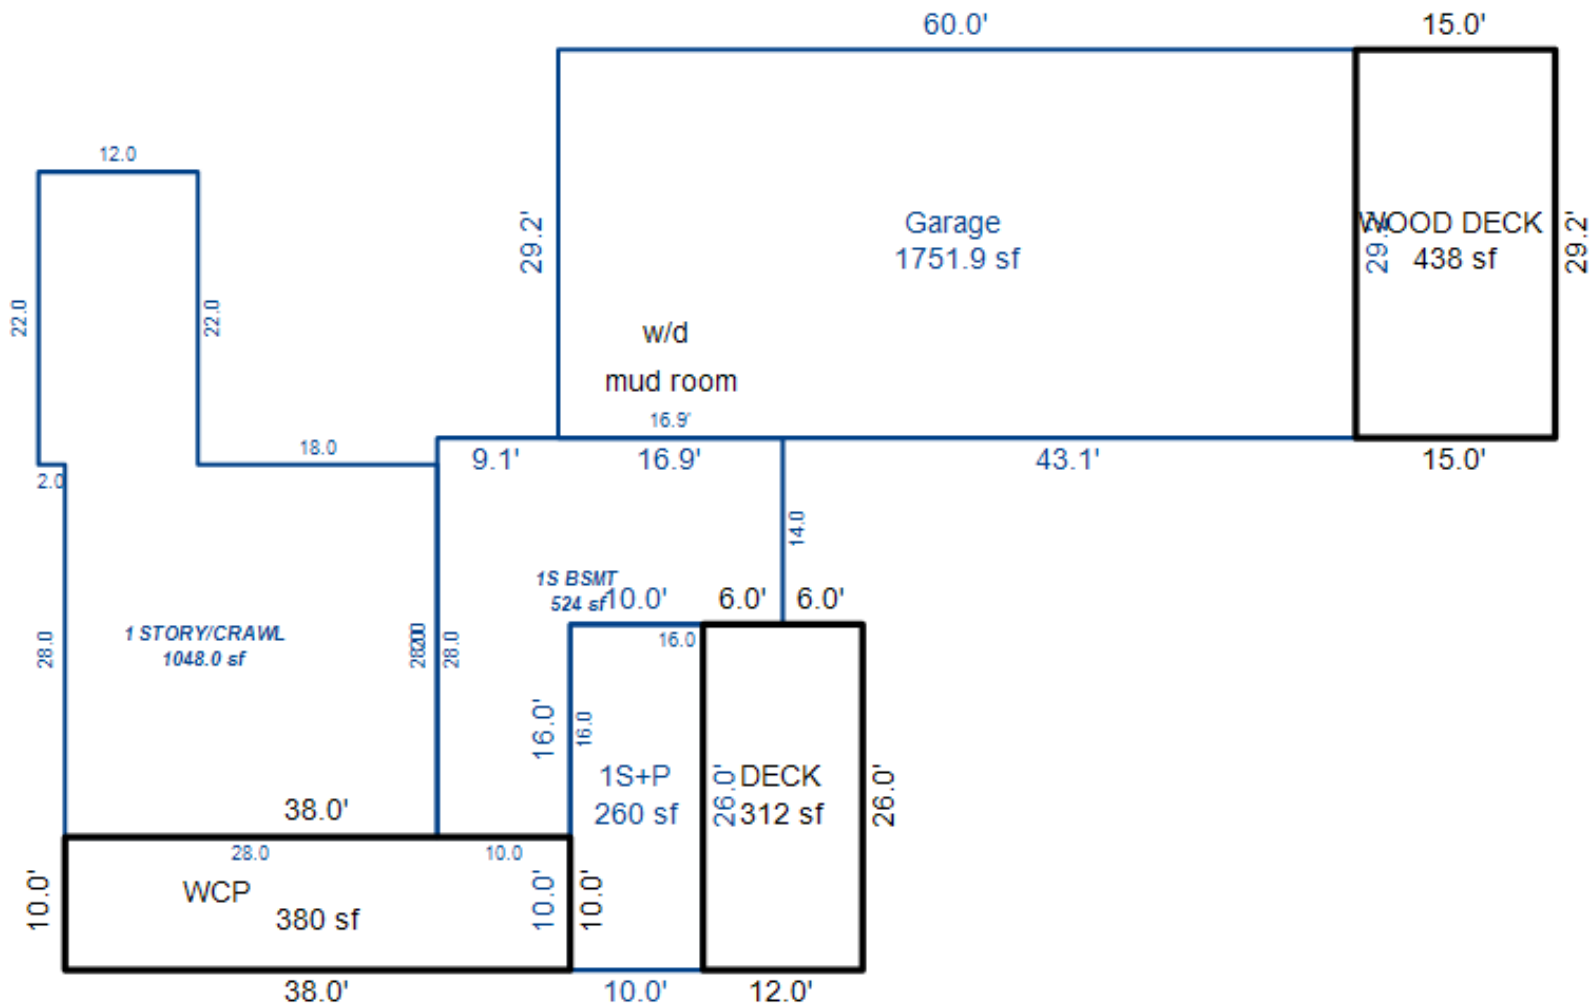 60.0'
15.0'
12.0
29.2'
Garage
1751.9 sf
WOOD DECK
438 sf
29.2'
22.0
22.0
w/d
mud room
16.9'
18.0
9.1'
16.9'
43.1'
15.0'
2.0
14.0
1S BSMT
524 sf
10.0'
6.0'
6.0'
1 STORY/CRAWL
1048.0 sf
28.0
28.0
16.0
16.0'
16.0
1S+P
260 sf
26.0'
DECK
312 sf
26.0'
38.0'
28.0
10.0
WCP
380 sf
10.0'
10.0'
10.0'
38.0'
10.0'
12.0'